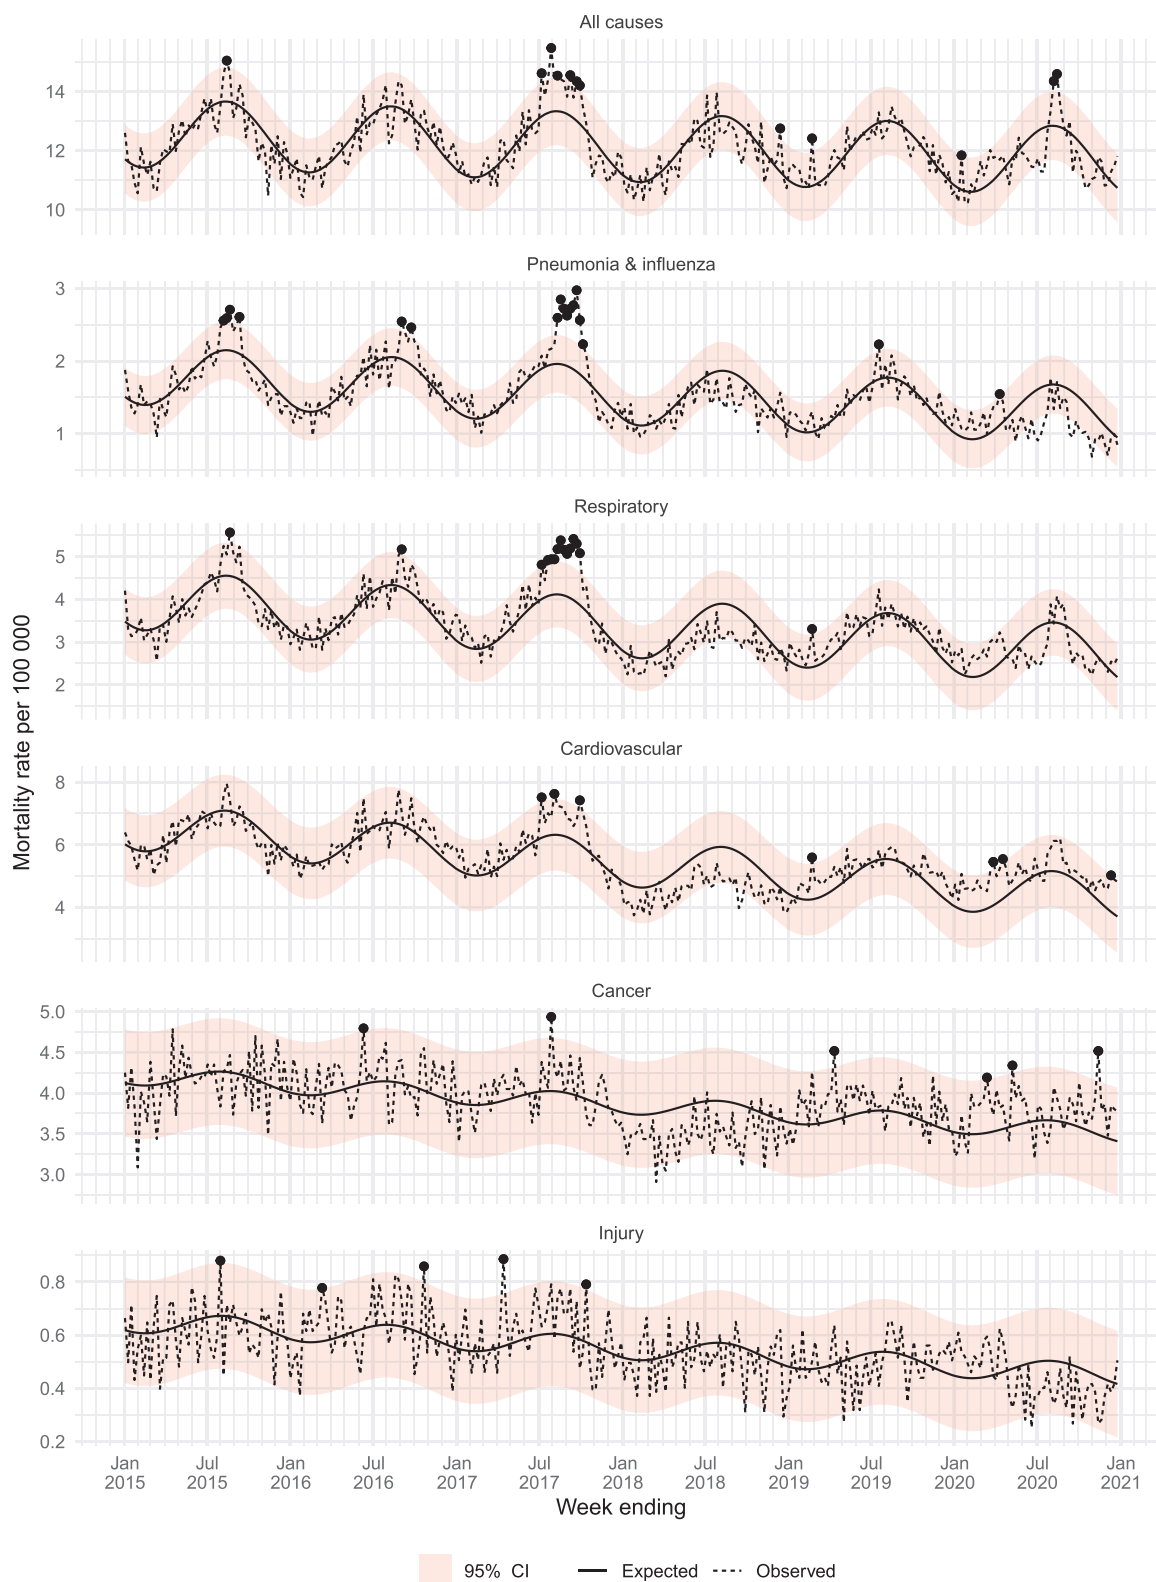 All causes
14
12
10
Pneumonia & influenza
3
2
1
Respiratory
5
4
3
2
Mortality rate per 100 000
Cardiovascular
8
6
4
Cancer
5.0
4.5
4.0
3.5
3.0
Injury
0.8
0.6
0.4
0.2
Jan Jul Jan Jul Jan Jul Jan Jul Jan Jul Jan Jul Jan
2015 2015 2016 2016 2017 2017 2018 2018 2019 2019 2020 2020 2021
Week ending
95% CI Expected Observed